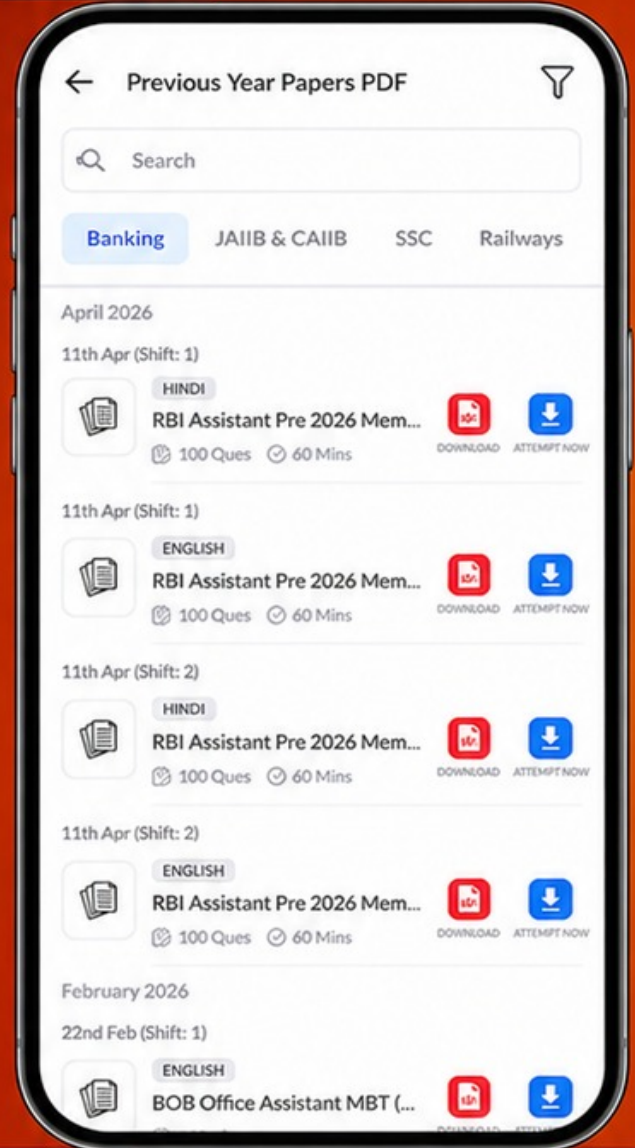 Previous Year Papers PDF
Search
Banking JAIIB & CAIIB SSC Railways
April 2026
11th Apr (Shift: 1)
HINDI
RBI Assistant Pre 2026 Mem...
100 Ques 60 Mins
DOWNLOAD ATTEMPT NOW
11th Apr (Shift: 1)
ENGLISH
RBI Assistant Pre 2026 Mem...
100 Ques 60 Mins
DOWNLOAD ATTEMPT NOW
11th Apr (Shift: 2)
HINDI
RBI Assistant Pre 2026 Mem...
100 Ques 60 Mins
DOWNLOAD ATTEMPT NOW
11th Apr (Shift: 2)
ENGLISH
RBI Assistant Pre 2026 Mem...
100 Ques 60 Mins
DOWNLOAD ATTEMPT NOW
February 2026
22nd Feb (Shift: 1)
ENGLISH
BOB Office Assistant MBT (...